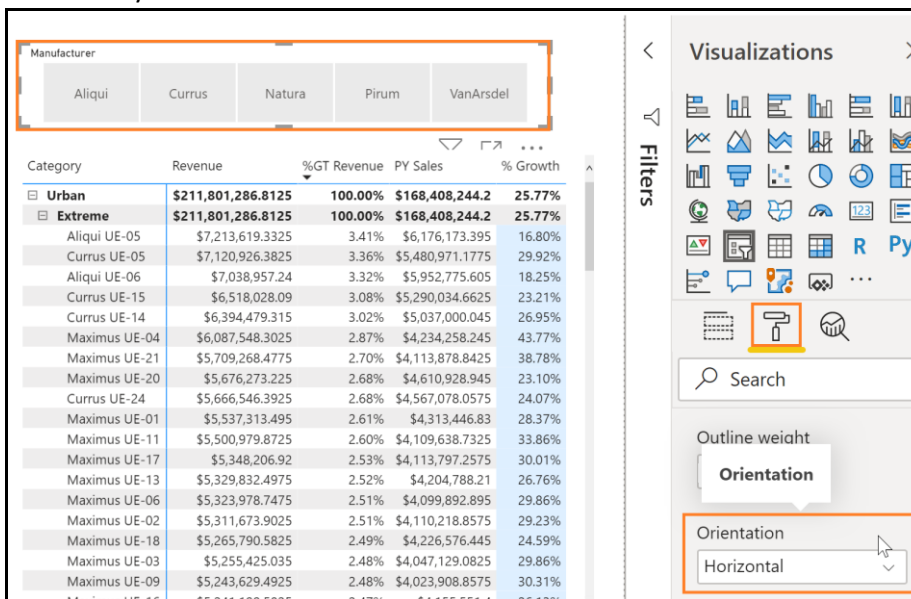 Manufacturer
Aliqui Currus Natura Pirum VanArsdel
Category Revenue %GT Revenue PY Sales % Growth
Urban $211,801,286.8125 100.00% $168,408,244.2 25.77%
Extreme $211,801,286.8125 100.00% $168,408,244.2 25.77%
Aliqui UE-05 $7,213,619.3325 3.41% $6,176,173.395 16.80%
Currus UE-05 $7,120,926.3825 3.36% $5,480,971.1775 29.92%
Aliqui UE-06 $7,038,957.24 3.32% $5,952,775.605 18.25%
Currus UE-15 $6,518,028.09 3.08% $5,290,034.6625 23.21%
Currus UE-14 $6,394,479.315 3.02% $5,037,000.045 26.95%
Maximus UE-04 $6,087,548.3025 2.87% $4,234,258.245 43.77%
Maximus UE-21 $5,709,268.4775 2.70% $4,113,878.8425 38.78%
Maximus UE-20 $5,676,273.225 2.68% $4,610,928.945 23.10%
Currus UE-24 $5,666,546.3925 2.68% $4,567,078.0575 24.07%
Maximus UE-01 $5,537,313.495 2.61% $4,313,446.83 28.37%
Maximus UE-11 $5,500,979.8725 2.60% $4,109,638.7325 33.86%
Maximus UE-17 $5,348,206.92 2.53% $4,113,797.2575 30.01%
Maximus UE-13 $5,329,832.4975 2.52% $4,204,788.21 26.76%
Maximus UE-06 $5,323,978.7475 2.51% $4,099,892.895 29.86%
Maximus UE-02 $5,311,673.9025 2.51% $4,110,218.8575 29.23%
Maximus UE-18 $5,265,790.5825 2.49% $4,226,576.445 24.59%
Maximus UE-03 $5,255,425.035 2.48% $4,047,129.0825 29.86%
Maximus UE-09 $5,243,629.4925 2.48% $4,023,908.8575 30.31%
Filters
Visualizations
123
R Py
Search
Outline weight
Orientation
Orientation
Horizontal